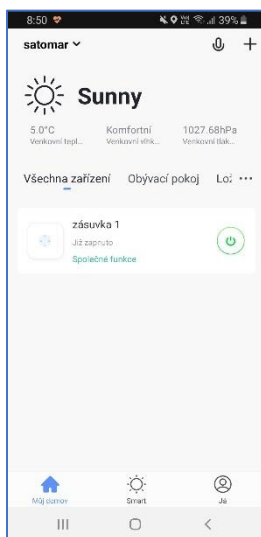 8:50
39%
satomar
Sunny
5.0°C Komfortní 1027.68hPa
Venkovní tepl... Venkovní vlhk... Venkovní tlak...
Všechna zařízení Obývací pokoj Lož
zásuvka 1
Již zapnuto
Společné funkce
Můj domov Smart Já